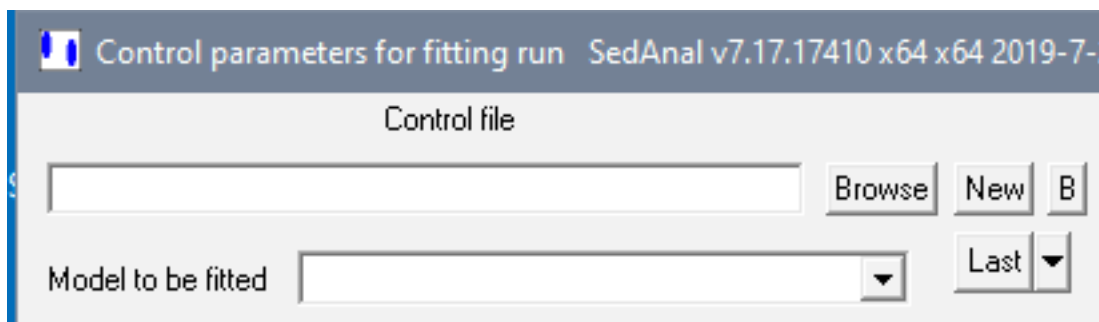 Control parameters for fitting run SedAnal v7.17.17410 x64 x64 2019-7-
Control file
Browse New B
Last
Model to be fitted